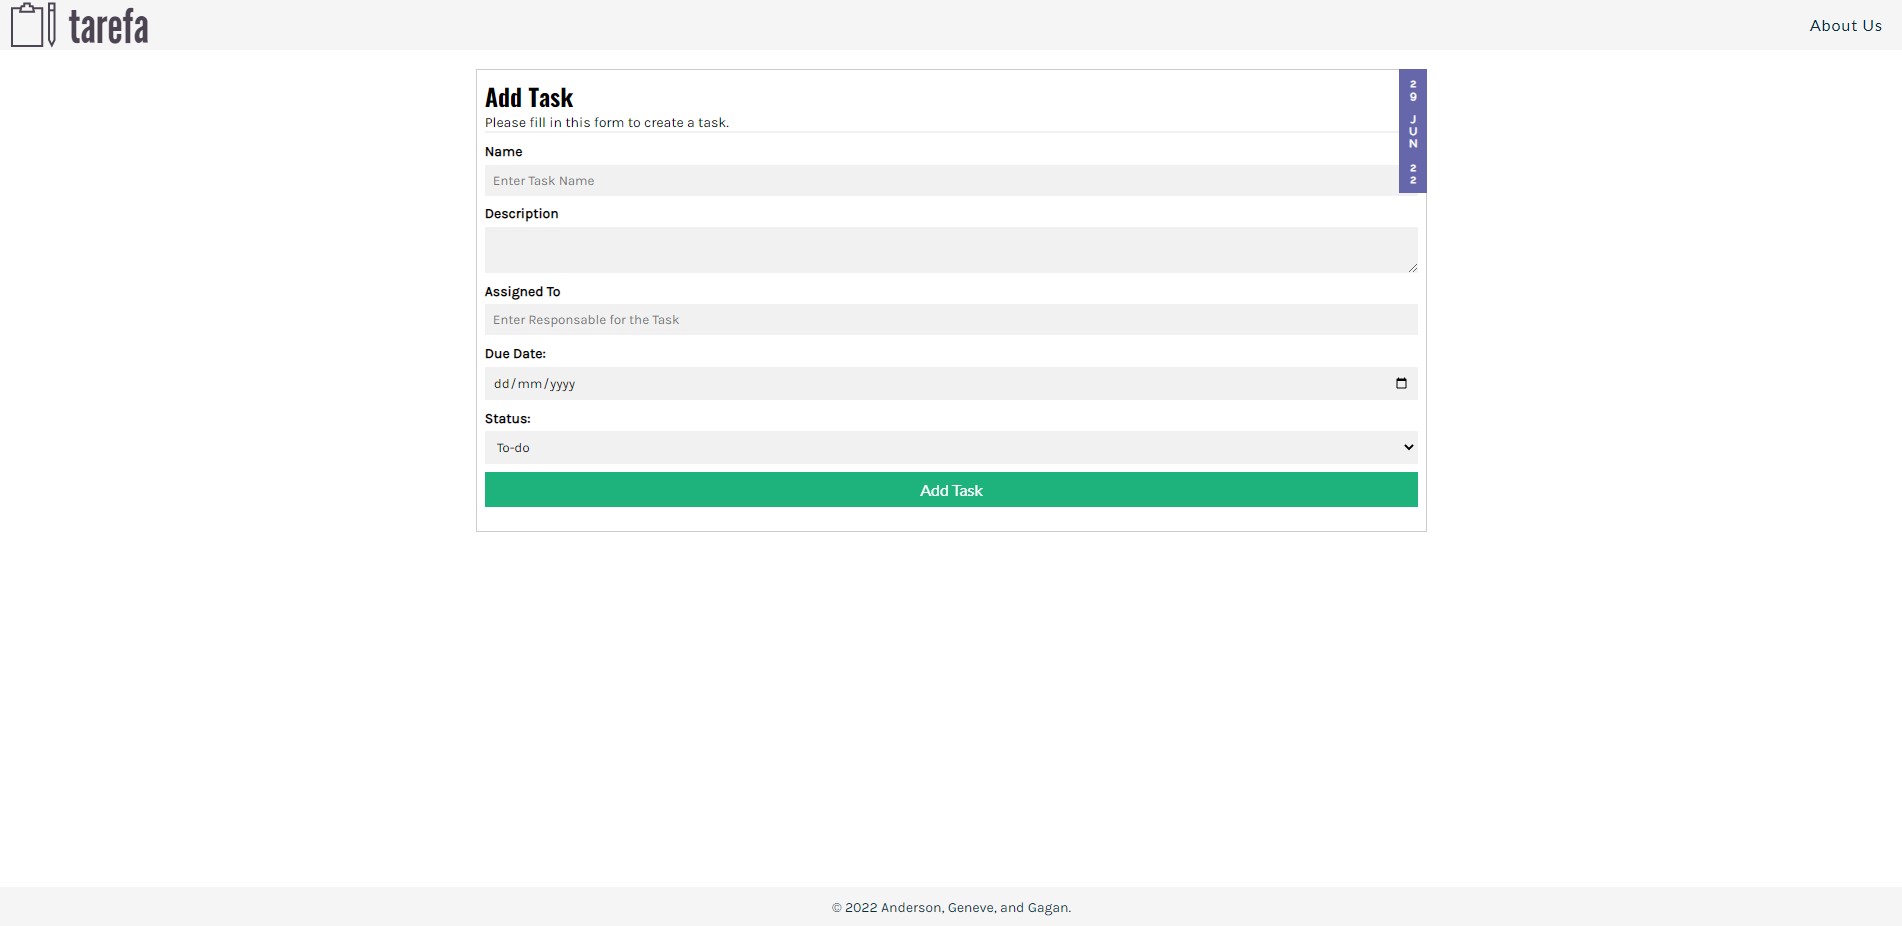 tarefa
About Us
Add Task
Please fill in this form to create a task.
29 JUN 22
Name
Enter Task Name
Description
Assigned To
Enter Responsable for the Task
Due Date:
dd/mm/yyyy
Status:
To-do
Add Task
© 2022 Anderson, Geneve, and Gagan.